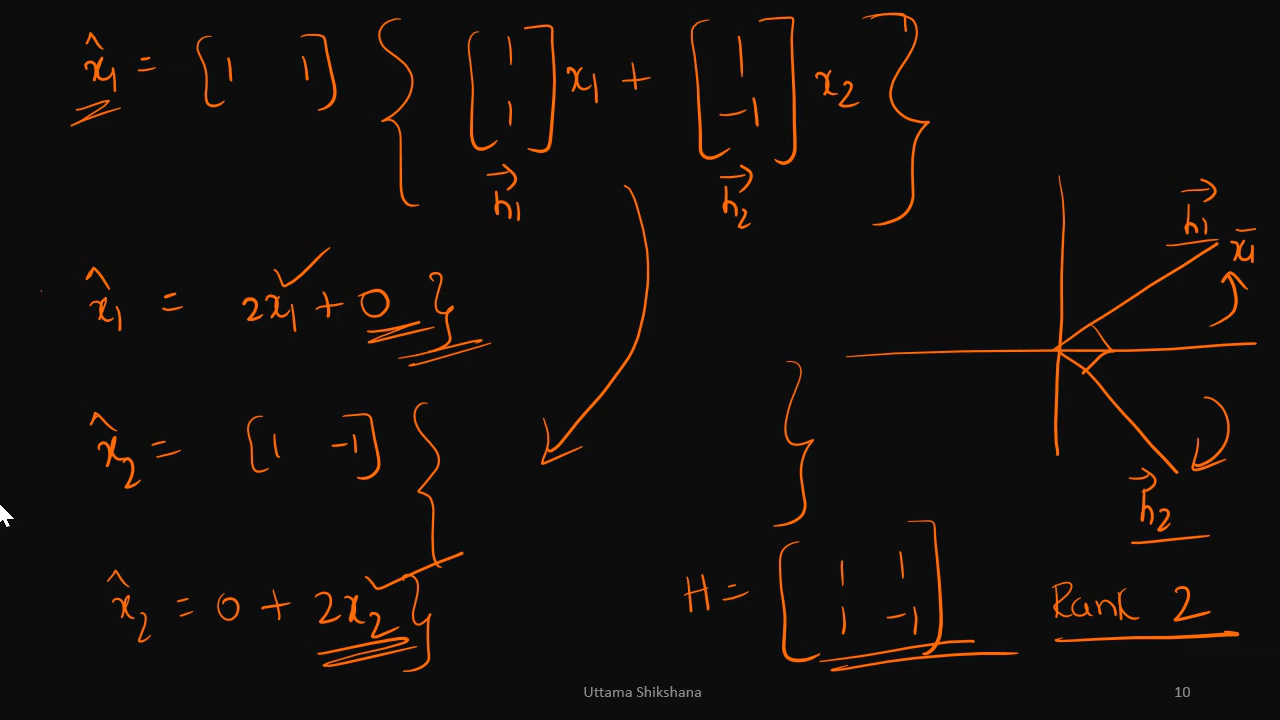 x̂₁ = [1 1] { [1 1] x₁ + [1 -1] x₂ }
h⃗₁ h⃗₂
x̂₁ = 2x₁ + 0 }
x̂₂ = [1 -1] { }
x̂₂ = 0 + 2x₂ }
h⃗₁ x̄₁
h⃗₂
H = [1 1
1 -1]
Rank 2
Uttama Shikshana
10